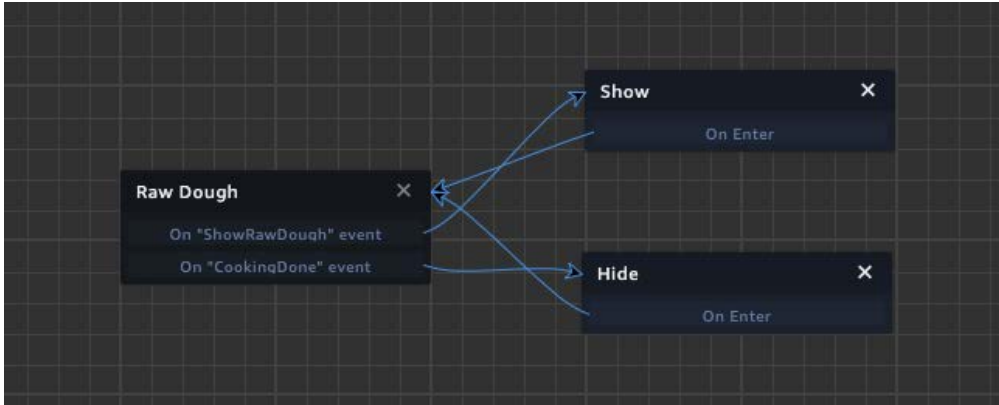 Raw Dough
On "ShowRawDough" event
On "CookingDone" event
Show
On Enter
Hide
On Enter